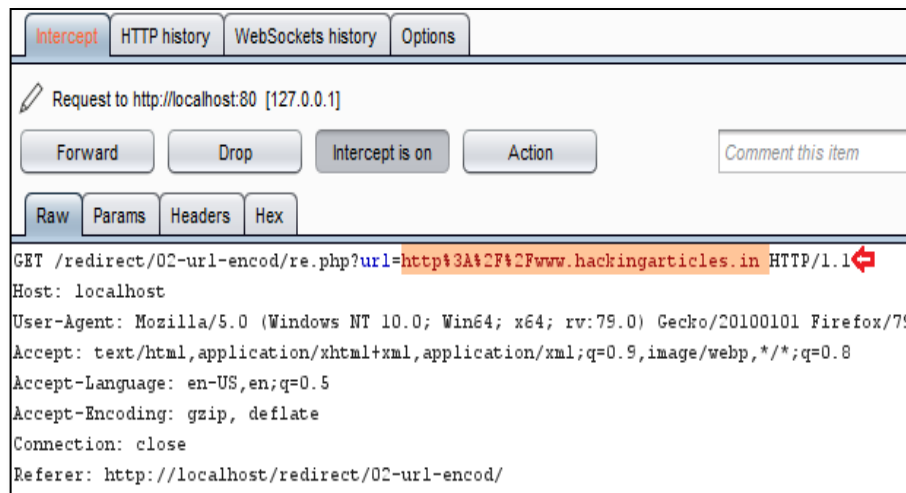 Intercept HTTP history WebSockets history Options
Request to http://localhost:80 [127.0.0.1]
Forward Drop Intercept is on Action Comment this item
Raw Params Headers Hex
GET /redirect/02-url-encod/re.php?url=http%3A%2F%2Fwww.hackingarticles.in HTTP/1.1
Host: localhost
User-Agent: Mozilla/5.0 (Windows NT 10.0; Win64; x64; rv:79.0) Gecko/20100101 Firefox/79
Accept: text/html,application/xhtml+xml,application/xml;q=0.9,image/webp,*/*;q=0.8
Accept-Language: en-US,en;q=0.5
Accept-Encoding: gzip, deflate
Connection: close
Referer: http://localhost/redirect/02-url-encod/